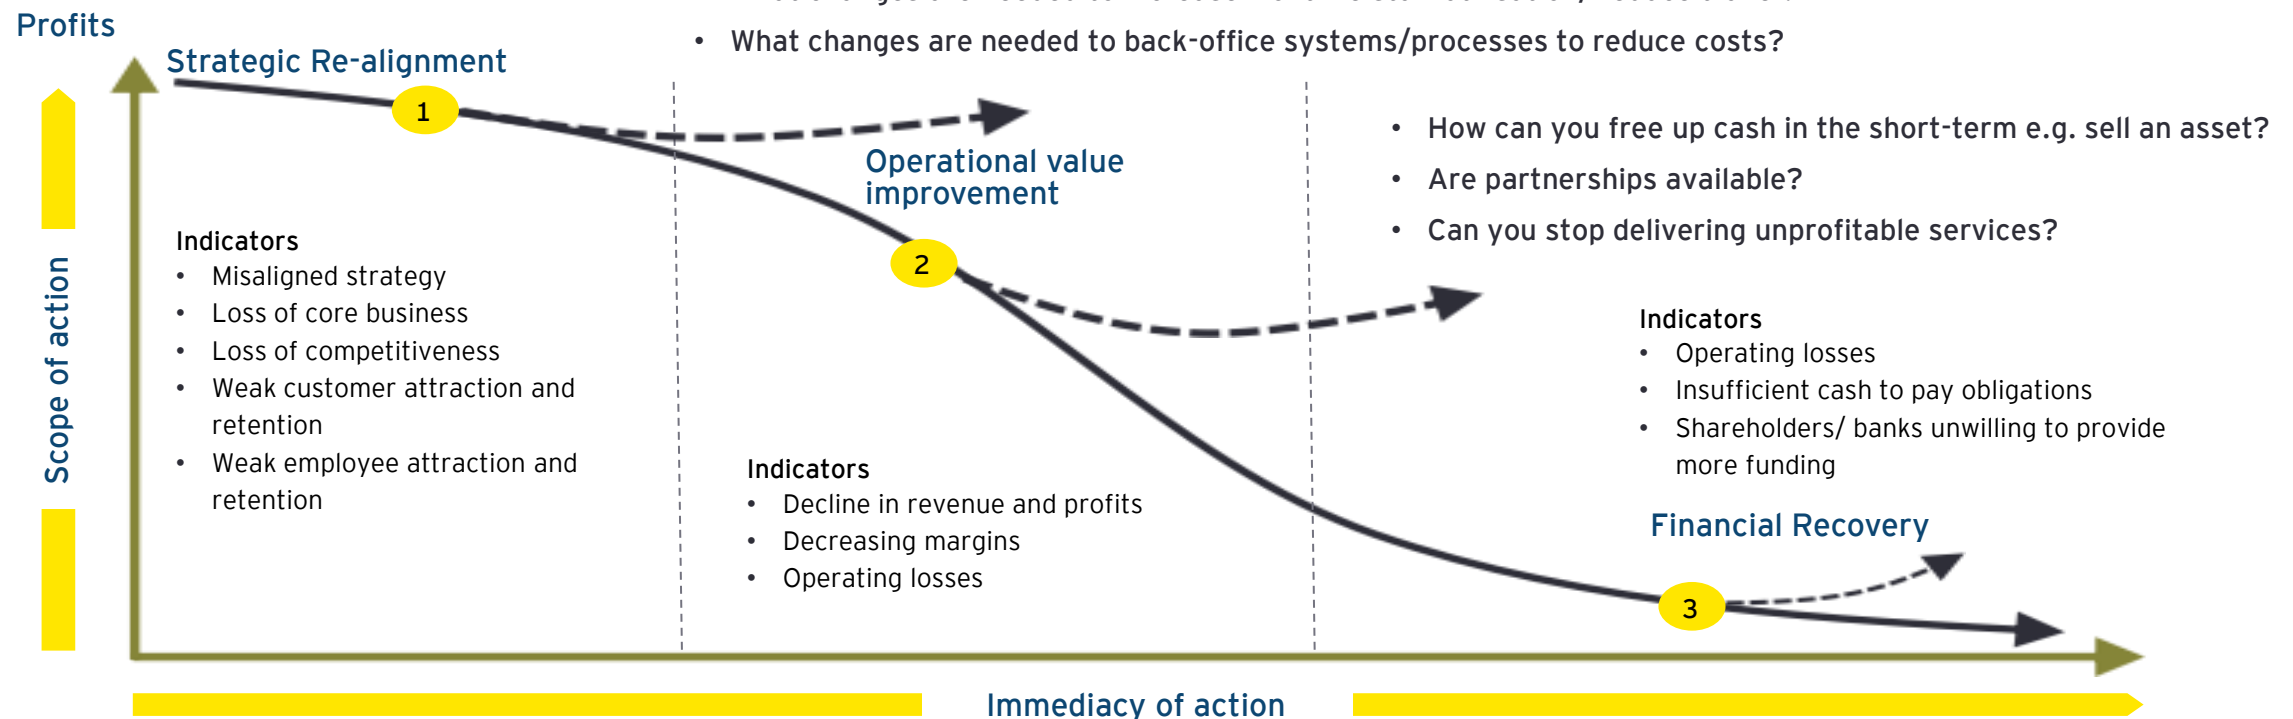 Profits
• What changes are needed to back-office systems/processes to reduce costs?
Strategic Re-alignment
1
• How can you free up cash in the short-term e.g. sell an asset?
• Are partnerships available?
• Can you stop delivering unprofitable services?
Operational value
improvement
2
Scope of action
Indicators
• Misaligned strategy
• Loss of core business
• Loss of competitiveness
• Weak customer attraction and
retention
• Weak employee attraction and
retention
Indicators
• Decline in revenue and profits
• Decreasing margins
• Operating losses
Indicators
• Operating losses
• Insufficient cash to pay obligations
• Shareholders/ banks unwilling to provide
more funding
Financial Recovery
3
Immediacy of action